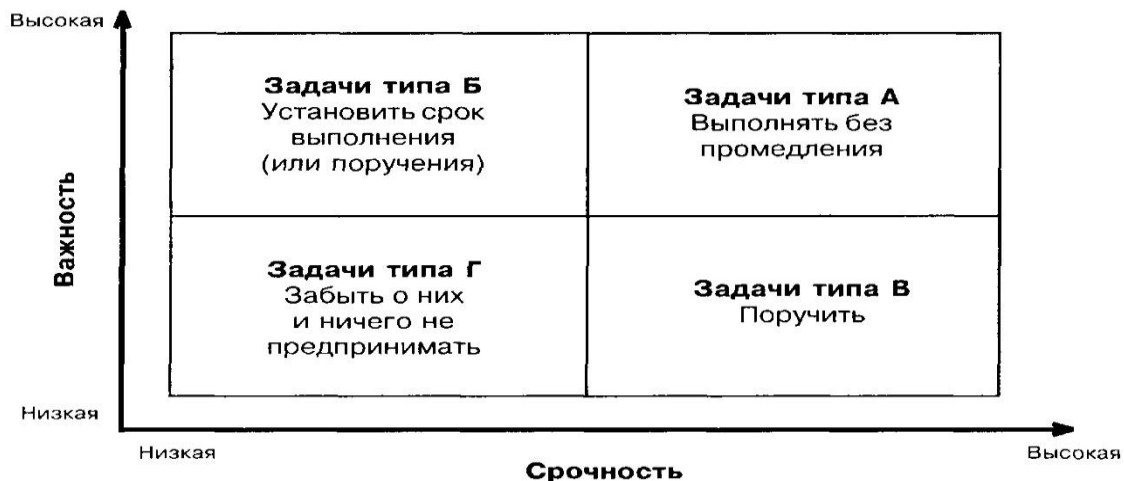 Высокая
Задачи типа Б
Установить срок
выполнения
(или поручения)
Задачи типа А
Выполнять без
промедления
Важность
Задачи типа Г
Забыть о них
и ничего не
предпринимать
Задачи типа В
Поручить
Низкая
Низкая
Срочность
Высокая